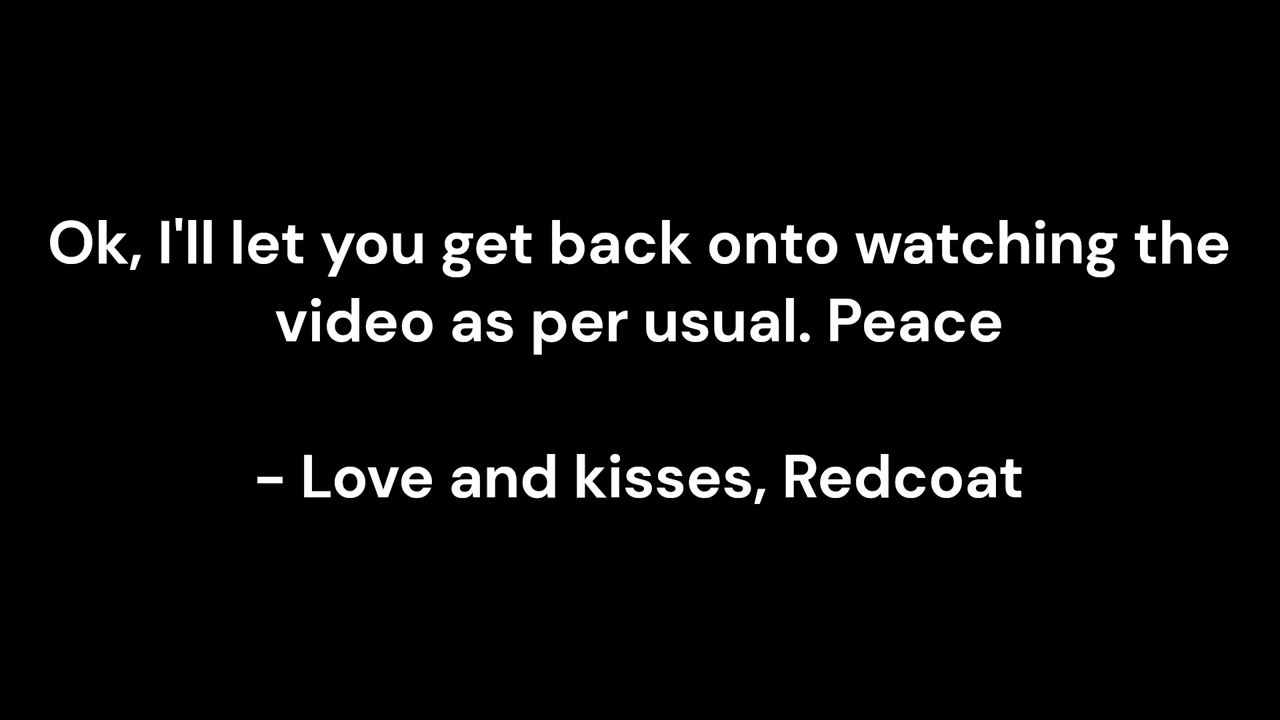 Ok, I'll let you get back onto watching the
video as per usual. Peace
- Love and kisses, Redcoat